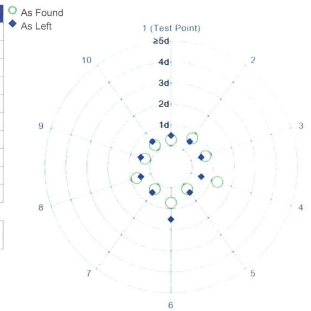 As Found
As Left
1 (Test Point)
≥5d
4d
3d
2d
1d
2
3
4
5
6
7
8
9
10